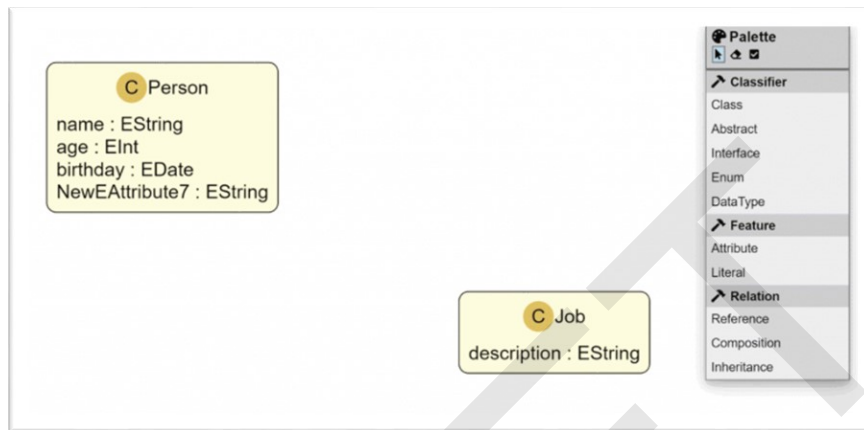 C Person
name : EString
age : EInt
birthday : EDate
NewEAttribute7 : EString
C Job
description : EString
Palette
Classifier
Class
Abstract
Interface
Enum
DataType
Feature
Attribute
Literal
Relation
Reference
Composition
Inheritance